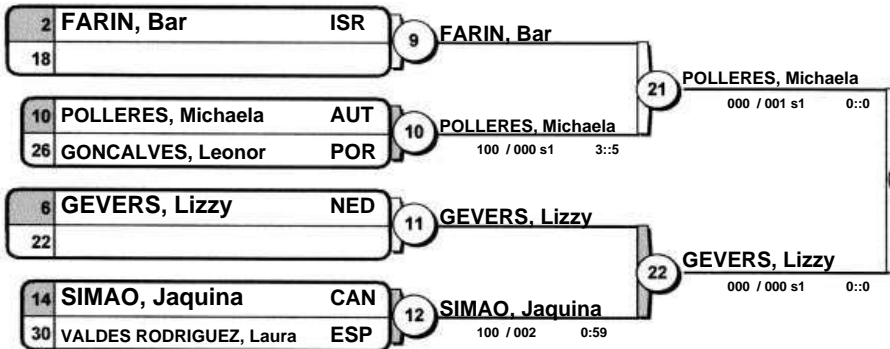 2 FARIN, Bar ISR
18
9 FARIN, Bar
10 POLLERES, Michaela AUT
26 GONCALVES, Leonor POR
10 POLLERES, Michaela
100 / 000 s1 3::5
21 POLLERES, Michaela
000 / 001 s1 0::0
6 GEVERS, Lizzy NED
22
11 GEVERS, Lizzy
14 SIMAO, Jaquina CAN
30 VALDES RODRIGUEZ, Laura ESP
12 SIMAO, Jaquina
100 / 002 0:59
22 GEVERS, Lizzy
000 / 000 s1 0::0